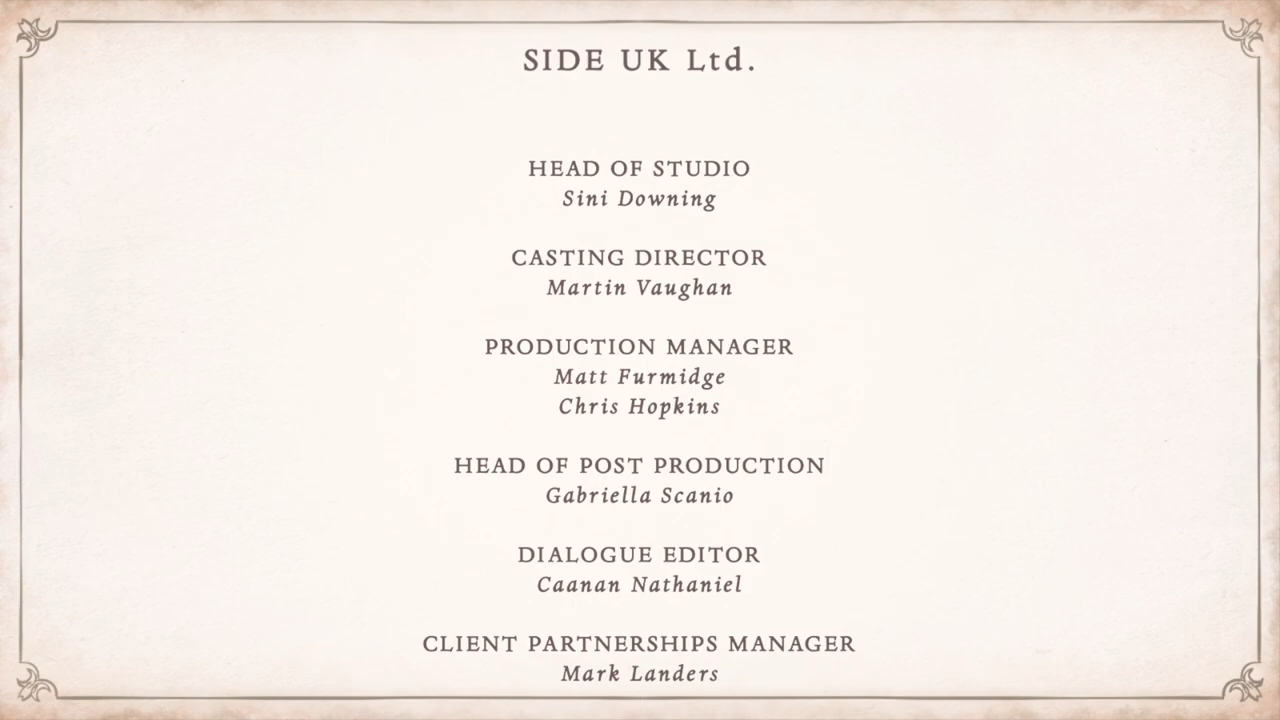 SIDE UK Ltd.
HEAD OF STUDIO
Sini Downing
CASTING DIRECTOR
Martin Vaughan
PRODUCTION MANAGER
Matt Furmidge
Chris Hopkins
HEAD OF POST PRODUCTION
Gabriella Scanio
DIALOGUE EDITOR
Caanan Nathaniel
CLIENT PARTNERSHIPS MANAGER
Mark Landers